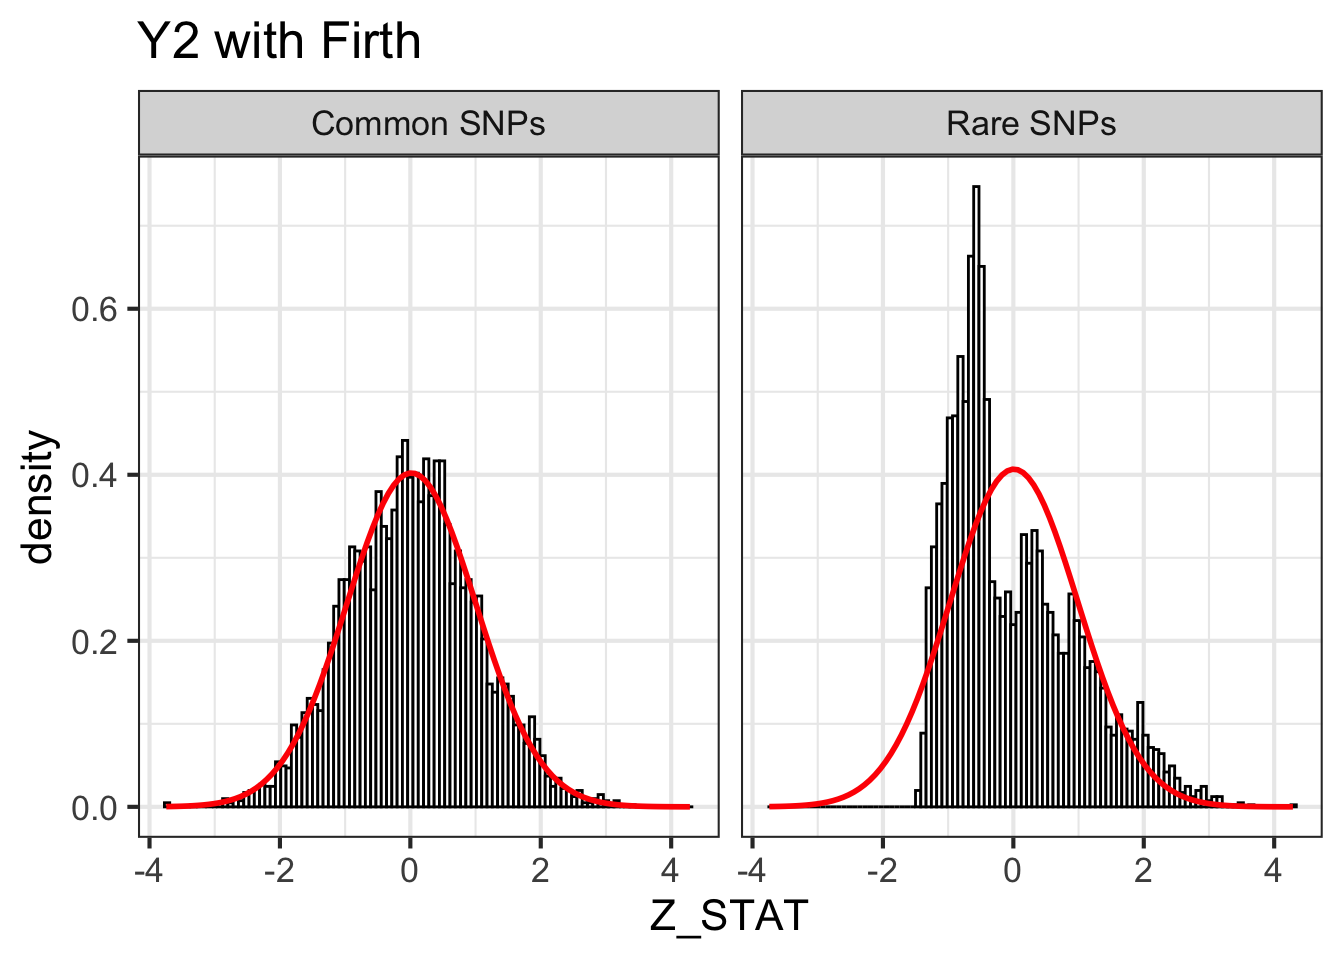 Y2 with Firth
Common SNPs
Rare SNPs
density
0.6
0.4
0.2
0.0
-4 -2 0 2 4
-4 -2 0 2 4
Z_STAT